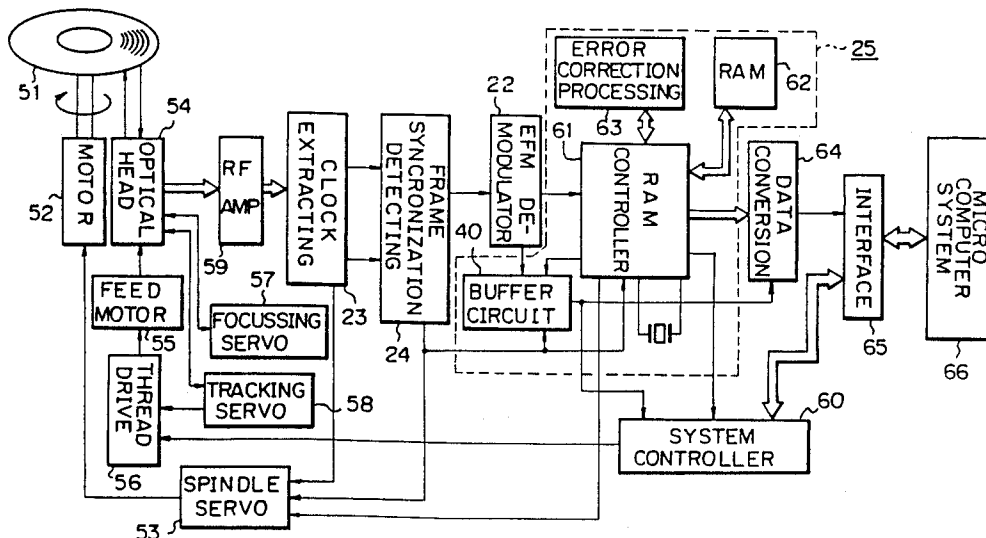 51
MOTOR
52
54
OPTICAL
HEAD
RF
AMP
59
CLOCK
EXTRACTING
23
FRAME
SYNCRONIZATION
DETECTING
24
22
EFM DE-
MODULATOR
ERROR
CORRECTION
PROCESSING
63
RAM
62
25
61
RAM
CONTROLLER
64
DATA
CONVERSION
INTERFACE
65
MICRO
COMPUTER
SYSTEM
66
40
BUFFER
CIRCUIT
FEED
MOTOR
55
57
FOCUSSING
SERVO
THREAD
DRIVE
56
TRACKING
SERVO
58
SPINDLE
SERVO
53
60
SYSTEM
CONTROLLER